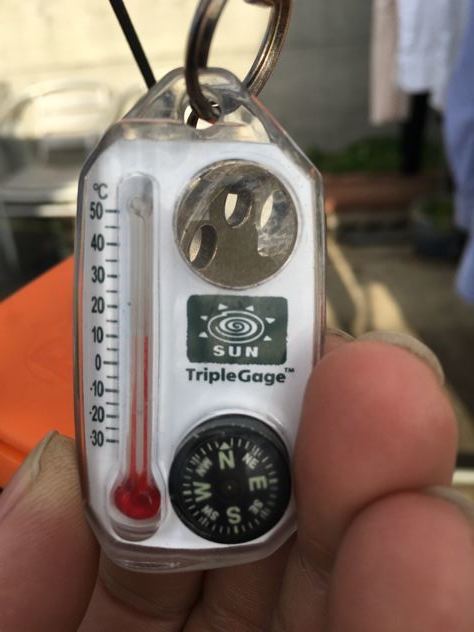 °C
50
40
30
20
10
0
-10
-20
-30
SUN
TripleGage™
N
NE
E
SE
S
SW
W
NW